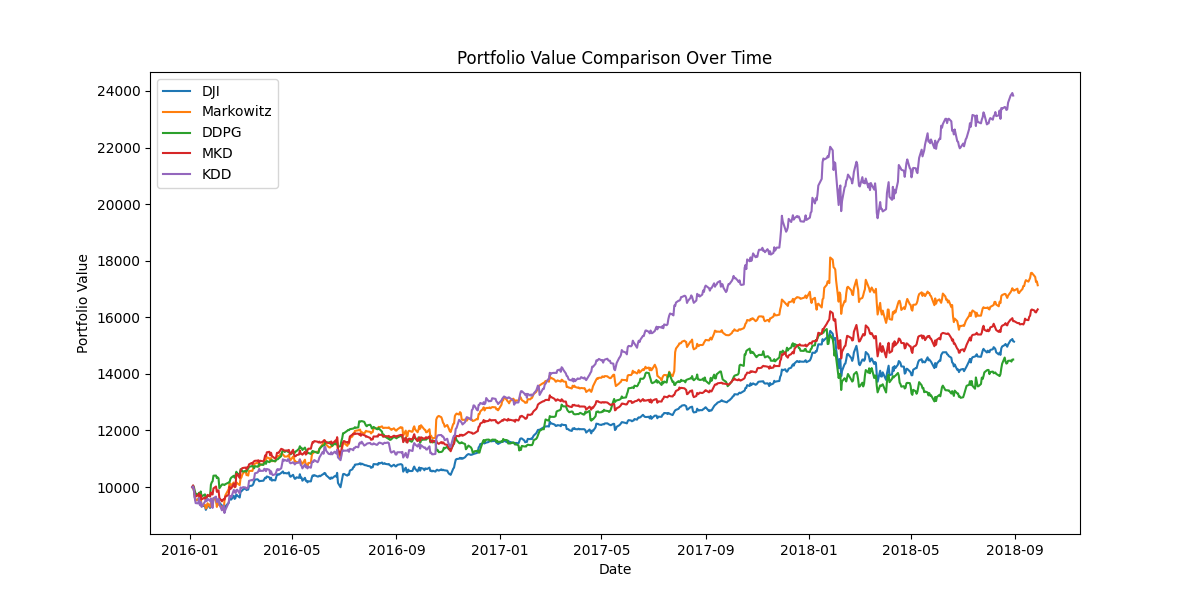 Portfolio Value Comparison Over Time
DJI
Markowitz
DDPG
MKD
KDD
Portfolio Value
24000
22000
20000
18000
16000
14000
12000
10000
2016-01 2016-05 2016-09 2017-01 2017-05 2017-09 2018-01 2018-05 2018-09
Date